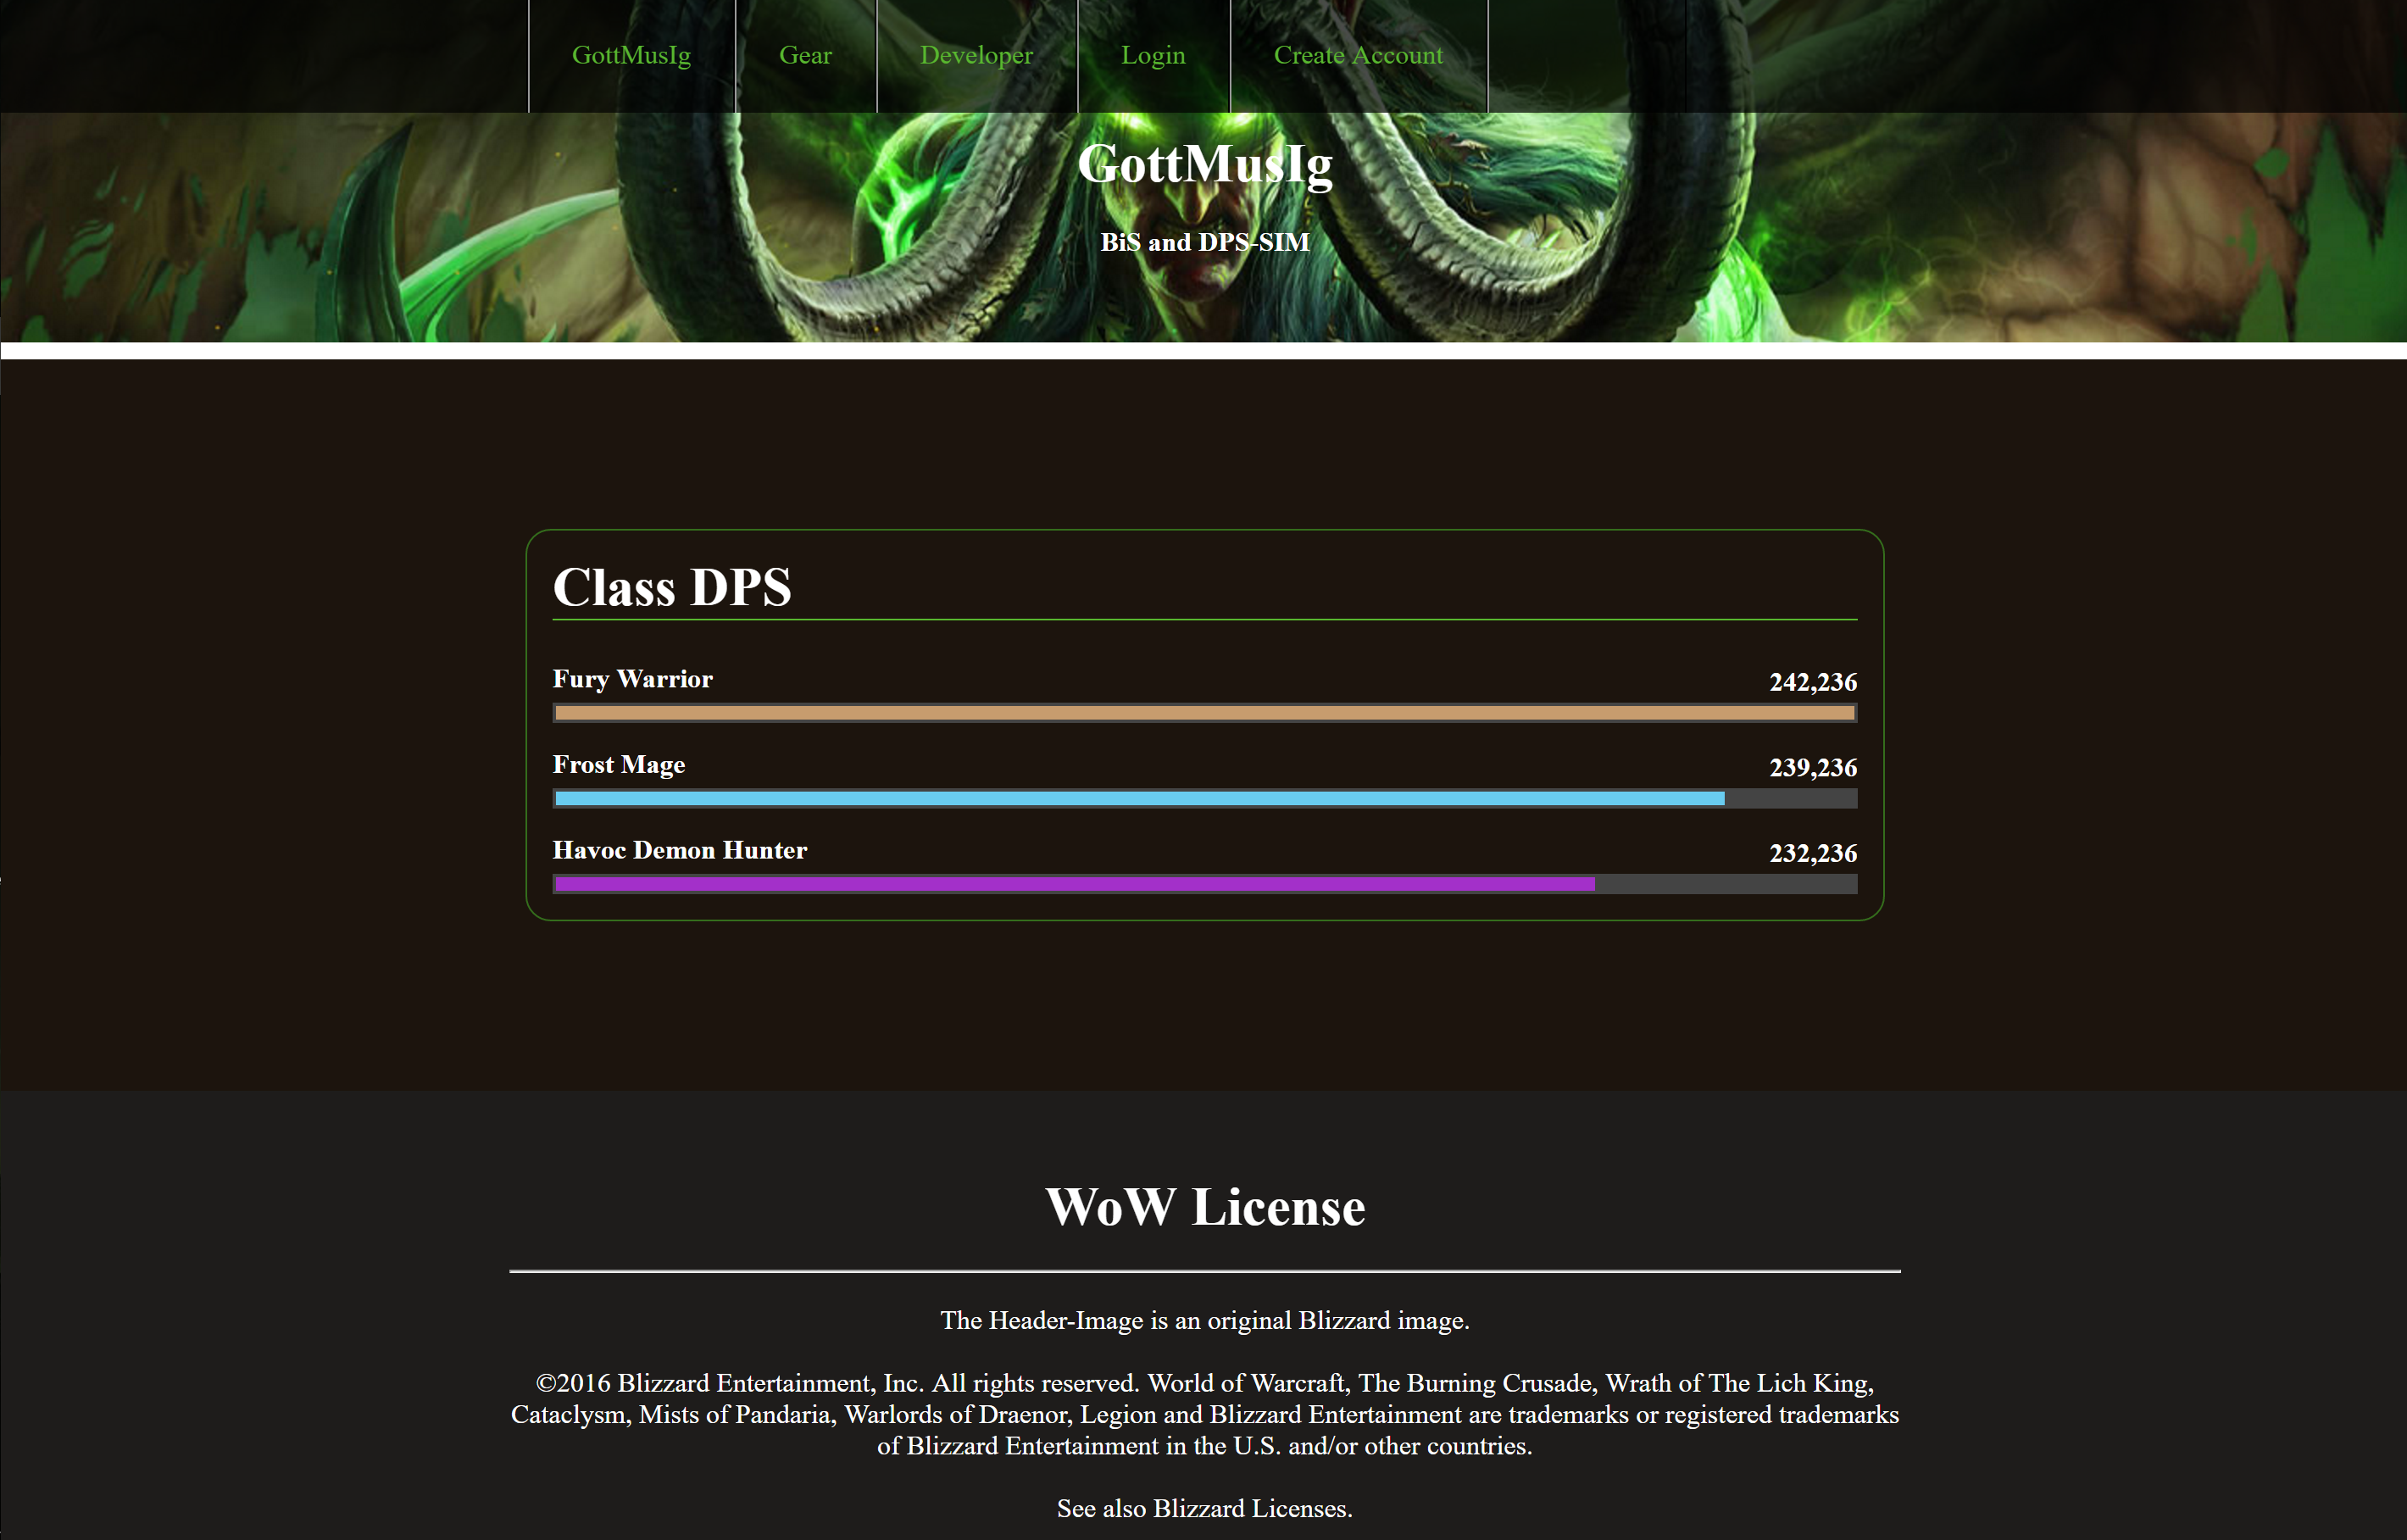 GottMusIg
Gear
Developer
Login
Create Account
GottMusIg
BiS and DPS-SIM
Class DPS
Fury Warrior
242,236
Frost Mage
239,236
Havoc Demon Hunter
232,236
WoW License
The Header-Image is an original Blizzard image.
©2016 Blizzard Entertainment, Inc. All rights reserved. World of Warcraft, The Burning Crusade, Wrath of The Lich King,
Cataclysm, Mists of Pandaria, Warlords of Draenor, Legion and Blizzard Entertainment are trademarks or registered trademarks
of Blizzard Entertainment in the U.S. and/or other countries.
See also Blizzard Licenses.